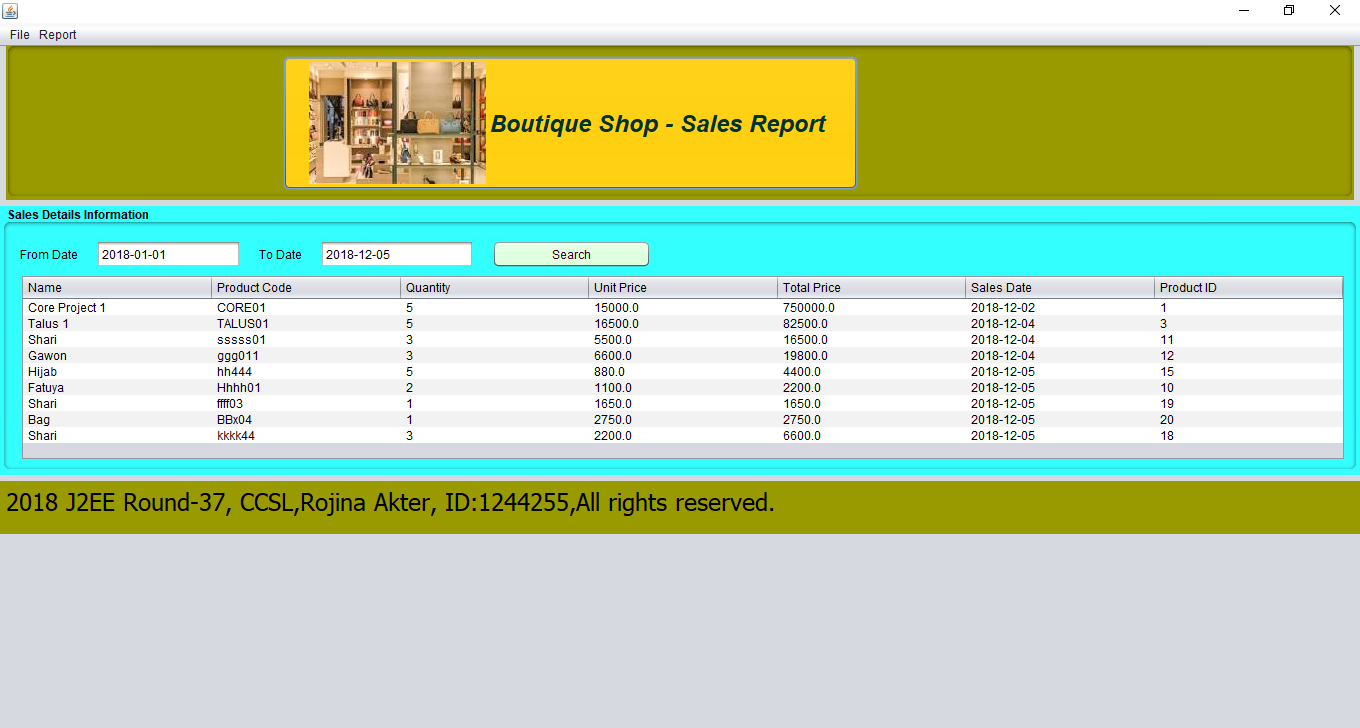 File Report
Boutique Shop - Sales Report
Sales Details Information
From Date 2018-01-01 To Date 2018-12-05 Search
Name Product Code Quantity Unit Price Total Price Sales Date Product ID
Core Project 1 CORE01 5 15000.0 750000.0 2018-12-02 1
Talus 1 TALUS01 5 16500.0 82500.0 2018-12-04 3
Shari sssss01 3 5500.0 16500.0 2018-12-04 11
Gawon ggg011 3 6600.0 19800.0 2018-12-04 12
Hijab hh444 5 880.0 4400.0 2018-12-05 15
Fatuya Hhhh01 2 1100.0 2200.0 2018-12-05 10
Shari ffff03 1 1650.0 1650.0 2018-12-05 19
Bag BBx04 1 2750.0 2750.0 2018-12-05 20
Shari kkkk44 3 2200.0 6600.0 2018-12-05 18
2018 J2EE Round-37, CCSL,Rojina Akter, ID:1244255,All rights reserved.